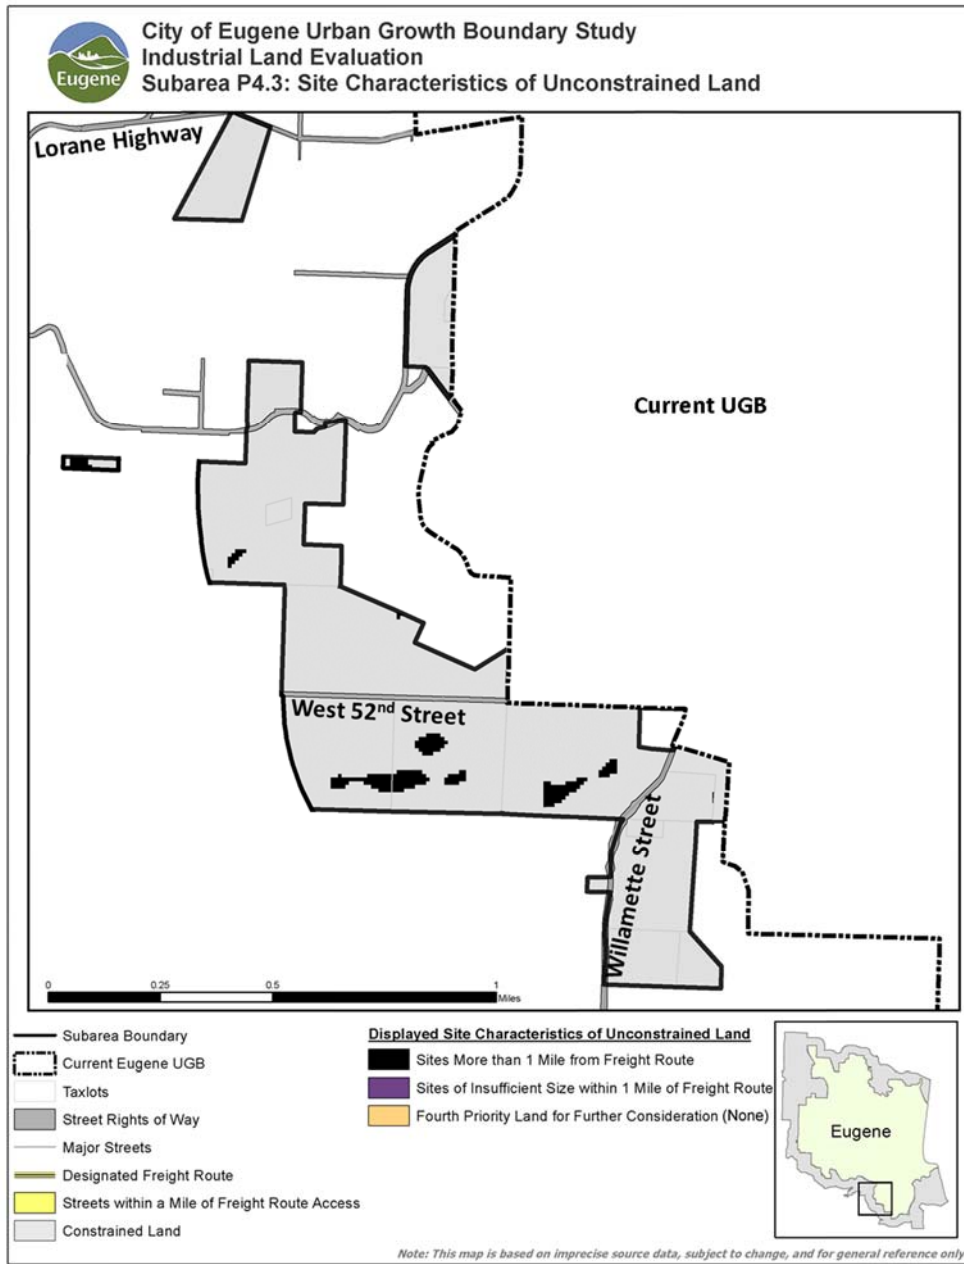 City of Eugene Urban Growth Boundary Study
Industrial Land Evaluation
Subarea P4.3: Site Characteristics of Unconstrained Land
Eugene
Lorane Highway
Current UGB
West 52nd Street
Willamette Street
0 0.25 0.5 1
Miles
Subarea Boundary
Current Eugene UGB
Taxlots
Street Rights of Way
Major Streets
Designated Freight Route
Streets within a Mile of Freight Route Access
Constrained Land
Displayed Site Characteristics of Unconstrained Land
Sites More than 1 Mile from Freight Route
Sites of Insufficient Size within 1 Mile of Freight Route
Fourth Priority Land for Further Consideration (None)
Eugene
Note: This map is based on imprecise source data, subject to change, and for general reference only